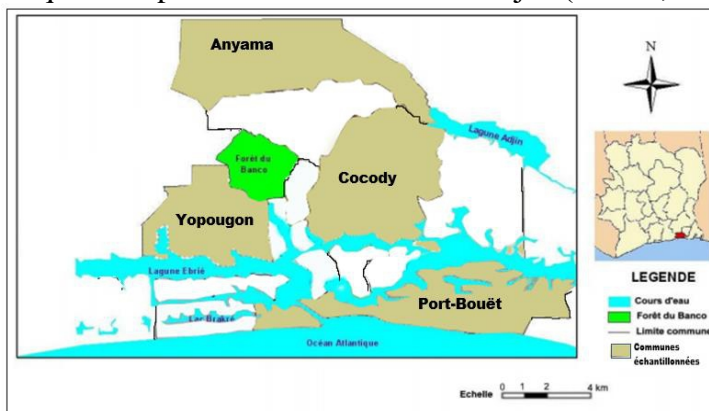 Anyama
N
Lagune Adjin
Forêt du
Banco
Cocody
Yopougon
Lagune Ebrié
Port-Bouët
Océan Atlantique
LEGENDE
Cours d'eau
Forêt du Banco
Limite commune
Communes
échantillonnées
Echelle 0 1 2 4 km